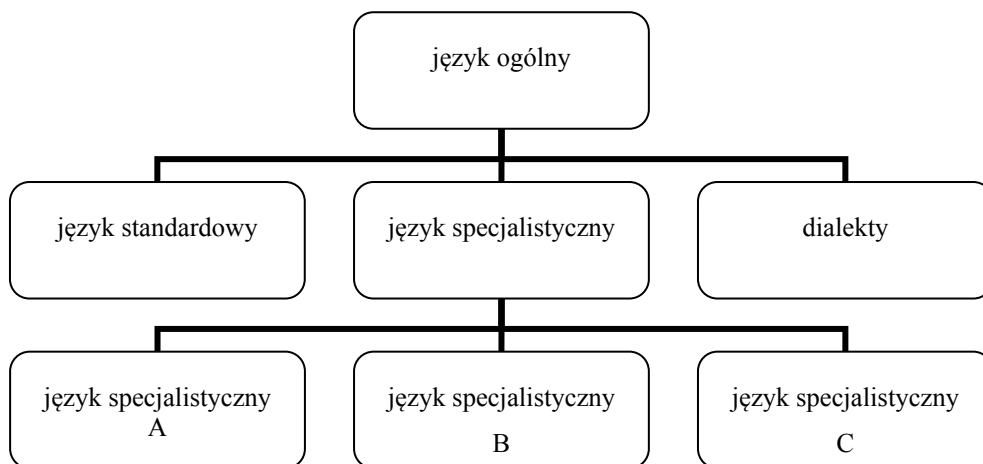 język ogólny
język standardowy
język specjalistyczny
dialekty
język specjalistyczny
A
język specjalistyczny
B
język specjalistyczny
C